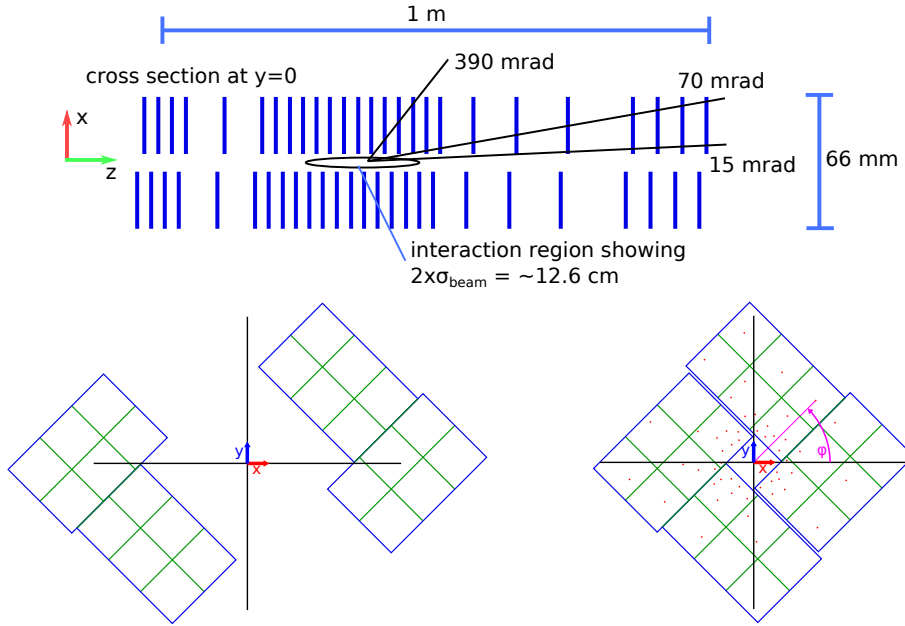 1 m
390 mrad
cross section at y=0
70 mrad
x
z
15 mrad
66 mm
interaction region showing
2xσbeam = ~12.6 cm
y
x
y
x
φ